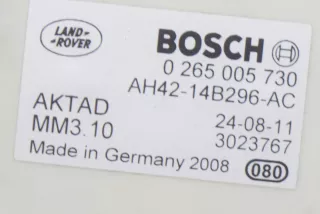 LAND ROVER
BOSCH
0 265 005 730
AH42-14B296-AC
AKTAD
24-08-11
MM3.10
3023767
Made in Germany 2008
080